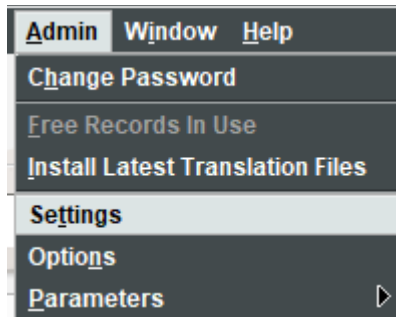 Admin Window Help
Change Password
Free Records In Use
Install Latest Translation Files
Settings
Options
Parameters